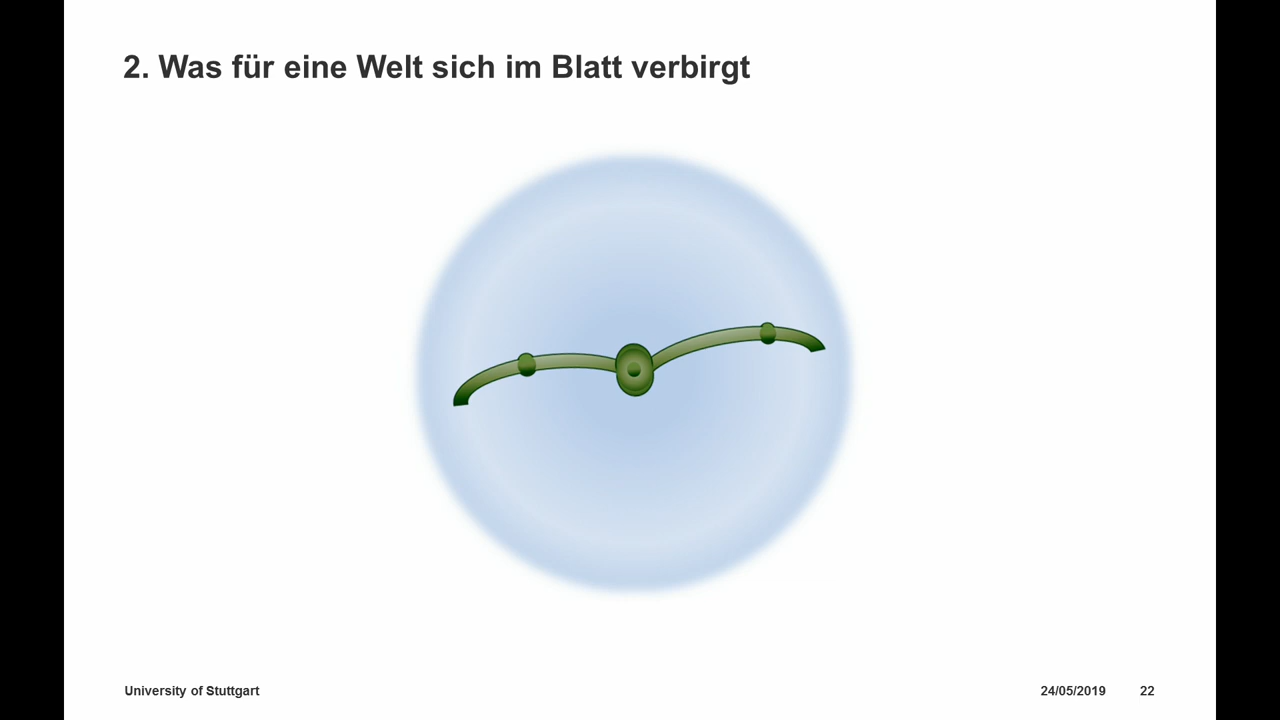 2. Was für eine Welt sich im Blatt verbirgt
University of Stuttgart
24/05/2019
22